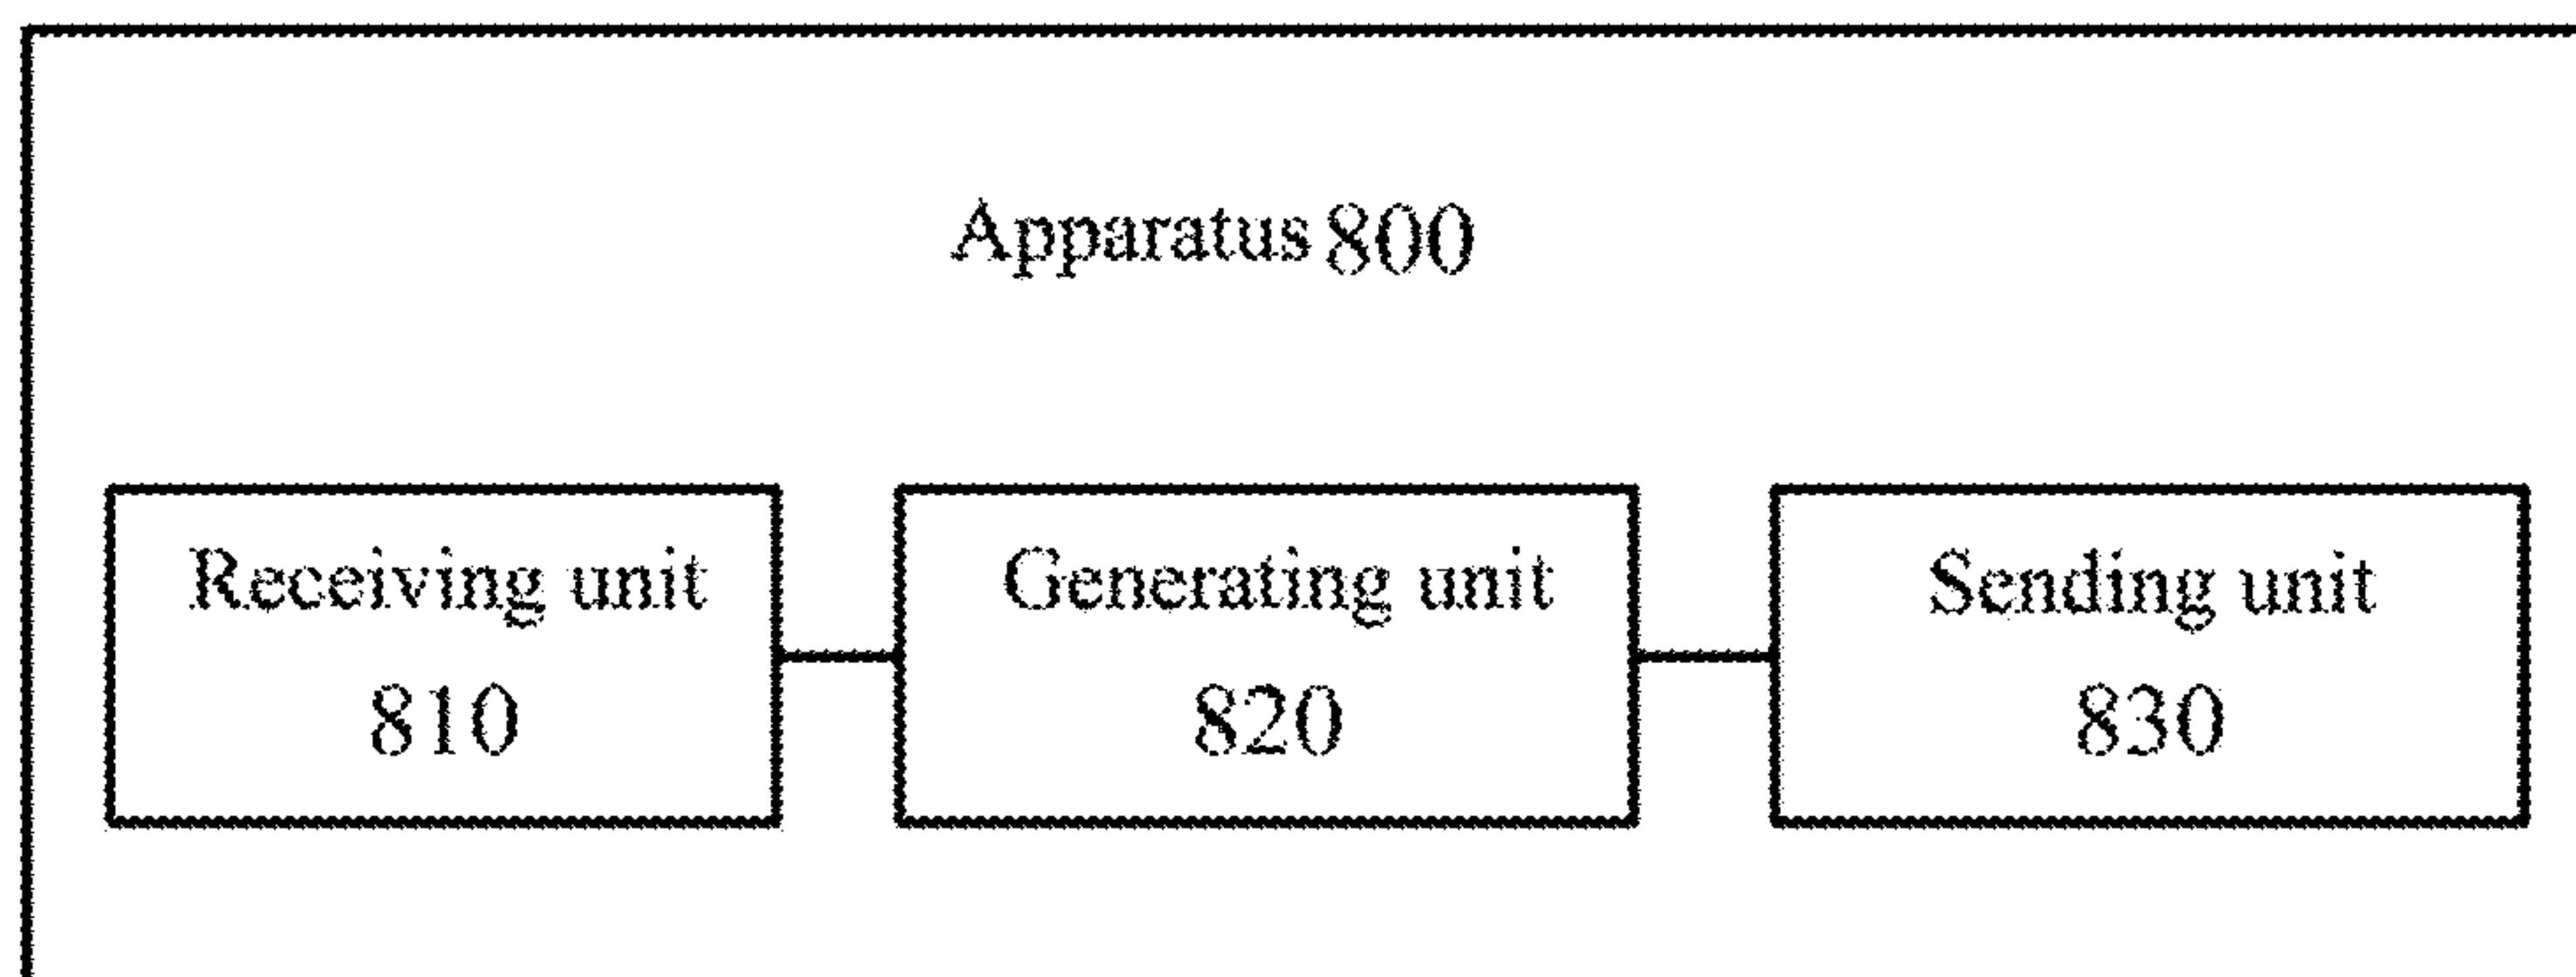 Apparatus 800
Receiving unit
810
Generating unit
820
Sending unit
830